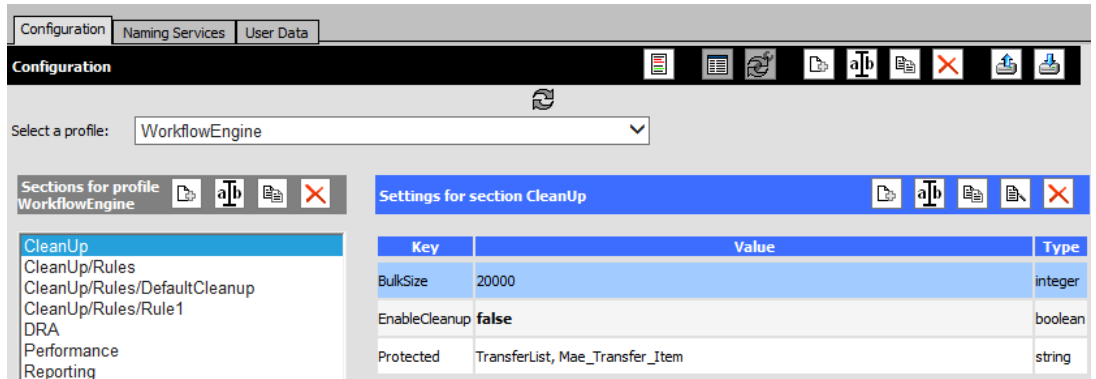 Configuration Naming Services User Data
Configuration
a b
Select a profile: WorkflowEngine
Sections for profile
WorkflowEngine
a b
Settings for section CleanUp
a b
CleanUp
CleanUp/Rules
CleanUp/Rules/DefaultCleanup
CleanUp/Rules/Rule1
DRA
Performance
Reporting
Key Value Type
BulkSize 20000 integer
EnableCleanup false boolean
Protected TransferList, Mae_Transfer_Item string